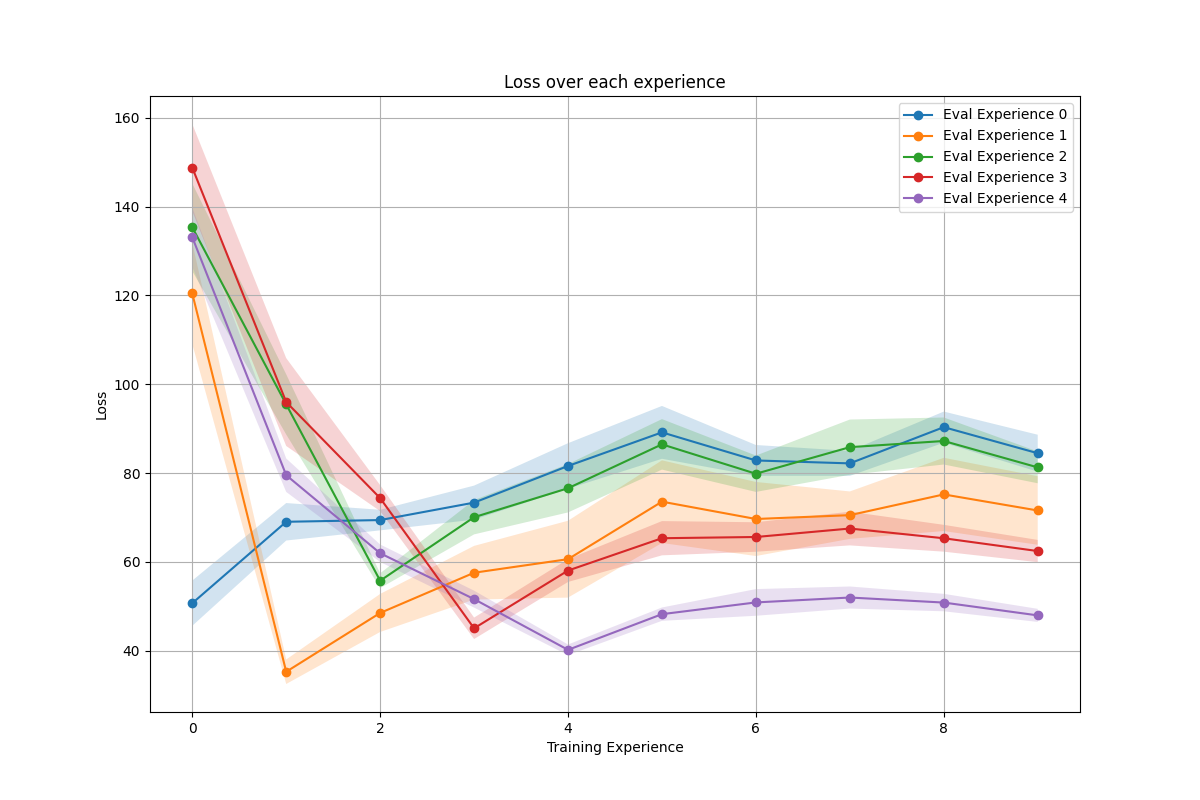 Loss over each experience
Eval Experience 0
Eval Experience 1
Eval Experience 2
Eval Experience 3
Eval Experience 4
160
140
120
100
80
60
40
Loss
0 2 4 6 8
Training Experience